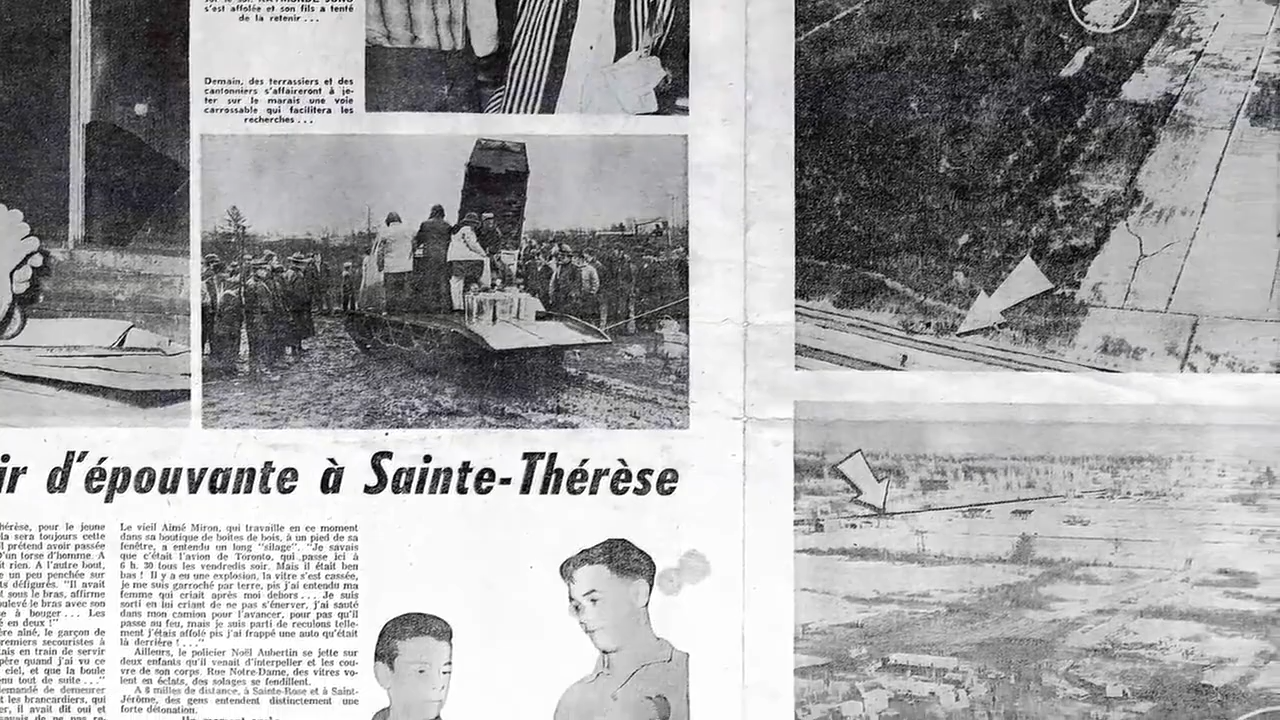 s'est affolée et son fils a tenté
de la retenir . . .
Demain, des terrassiers et des
cantonniers s'affaireront à je-
ter sur le marais une voie
carrossable qui facilitera les
recherches . . .
ir d'épouvante à Sainte-Thérèse
hérèse, pour le jeune
la sera toujours cette
l prétend avoir passée
D'un torse d'homme. A
it rien. A l'autre bout,
e un peu penchée sur
ts défigurés. "Il avait
t sous le bras, affirme
oulevé le bras avec son
e à bouger . . . Les
é en deux !"
ère aîné, le garçon de
remiers secouristes à
ais en train de servir
père quand j'ai vu ce
ciel, et que la boule
nu tout de suite . . ."
emandé de demeurer
t les brancardiers, qui
er, il avait dit oui et
Le vieil Aimé Miron, qui travaille en ce moment
dans sa boutique de boîtes de bois, à un pied de sa
fenêtre, a entendu un long "silage". "Je savais
que c'était l'avion de Toronto, qui passe ici à
6 h. 30 tous les vendredis soir. Mais il était ben
bas ! Il y a eu une explosion, la vitre s'est cassée,
je me suis garroché par terre, pis j'ai entendu ma
femme qui criait après moi dehors . . . Je suis
sorti en lui criant de ne pas s'énerver, j'ai sauté
dans mon camion pour l'avancer, pour pas qu'il
passe au feu, mais je suis parti de reculons telle-
ment j'étais affolé pis j'ai frappé une auto qu'était
là derrière ! . . ."
Ailleurs, le policier Noël Aubertin se jette sur
deux enfants qu'il venait d'interpeller et les cou-
vre de son corps. Rue Notre-Dame, des vitres vo-
lent en éclats, des solages se fendillent.
A 8 milles de distance, à Sainte-Rose et à Saint-
Jérôme, des gens entendent distinctement une
forte détonation.